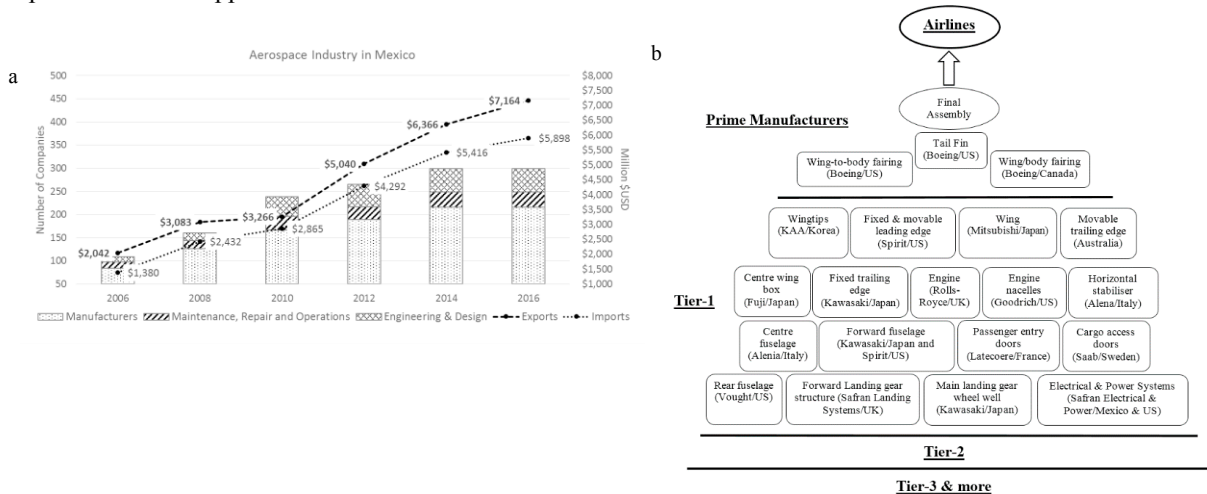 a
Aerospace Industry in Mexico
Number of Companies
500
450
400
350
300
250
200
150
100
50
$8,000
$7,500
$7,000
$6,500
$6,000
$5,500
$5,000
$4,500
$4,000
$3,500
$3,000
$2,500
$2,000
$1,500
$1,000
Million $USD
$2,042
$3,083
$3,266
$5,040
$6,366
$7,164
$1,380
$2,432
$2,865
$4,292
$5,416
$5,898
2006
2008
2010
2012
2014
2016
Manufacturers
Maintenance, Repair and Operations
Engineering & Design
Exports
Imports
b
Airlines
Final
Assembly
Prime Manufacturers
Tail Fin
(Boeing/US)
Wing-to-body fairing
(Boeing/US)
Wing/body fairing
(Boeing/Canada)
Wingtips
(KAA/Korea)
Fixed & movable
leading edge
(Spirit/US)
Wing
(Mitsubishi/Japan)
Movable
trailing edge
(Australia)
Tier-1
Centre wing
box
(Fuji/Japan)
Fixed trailing
edge
(Kawasaki/Japan)
Engine
(Rolls-
Royce/UK)
Engine
nacelles
(Goodrich/US)
Horizontal
stabiliser
(Alena/Italy)
Centre
fuselage
(Alenia/Italy)
Forward fuselage
(Kawasaki/Japan and
Spirit/US)
Passenger entry
doors
(Latecoere/France)
Cargo access
doors
(Saab/Sweden)
Rear fuselage
(Vought/US)
Forward Landing gear
structure (Safran Landing
Systems/UK)
Main landing gear
wheel well
(Kawasaki/Japan)
Electrical & Power Systems
(Safran Electrical &
Power/Mexico & US)
Tier-2
Tier-3 & more